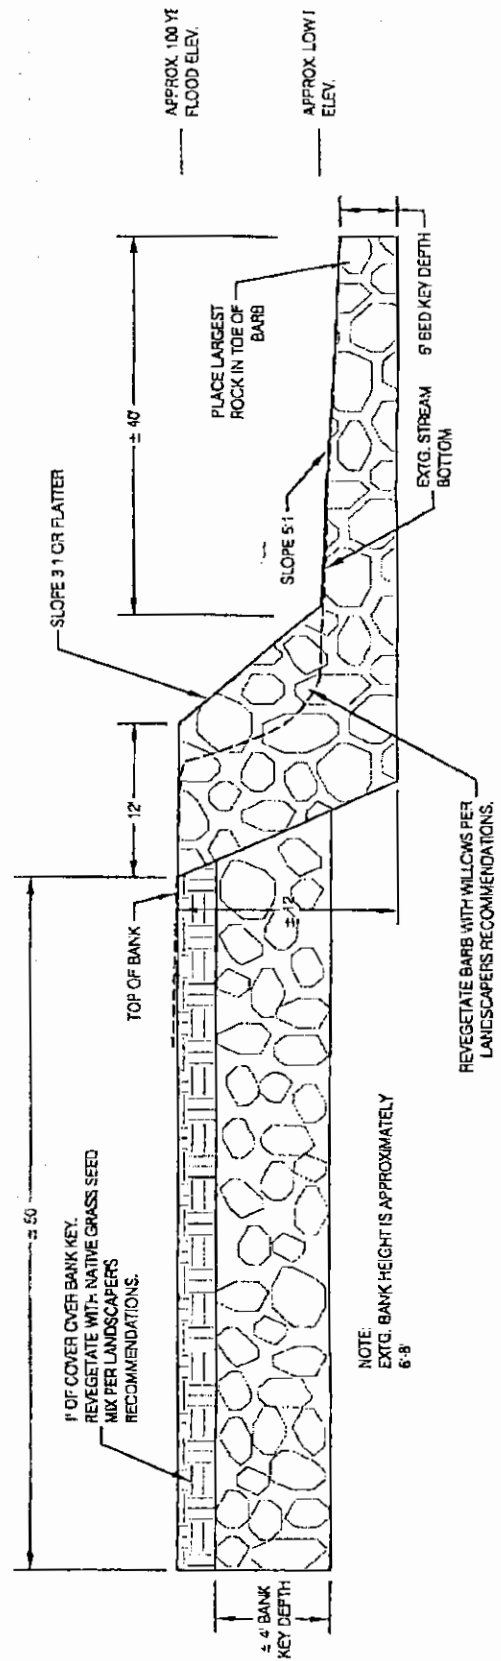 APPROX. 100 YE
FLOOD ELEV.
APPROX. LOW
ELEV.
± 40'
SLOPE 3:1 OR FLATTER
PLACE LARGEST
ROCK IN TOE OF
BARB
SLOPE 5:1
EXTG. STREAM
BOTTOM
6' BED KEY DEPTH
12'
TOP OF BANK
± 12'
± 50'
1' OF COVER OVER BANK KEY.
REVEGETATE WITH NATIVE GRASS SEED
MIX PER LANDSCAPERS
RECOMMENDATIONS.
± 4' BANK
KEY DEPTH
NOTE:
EXTG. BANK HEIGHT IS APPROXIMATELY
6'-8'
REVEGETATE BARB WITH WILLOWS PER
LANDSCAPERS RECOMMENDATIONS.